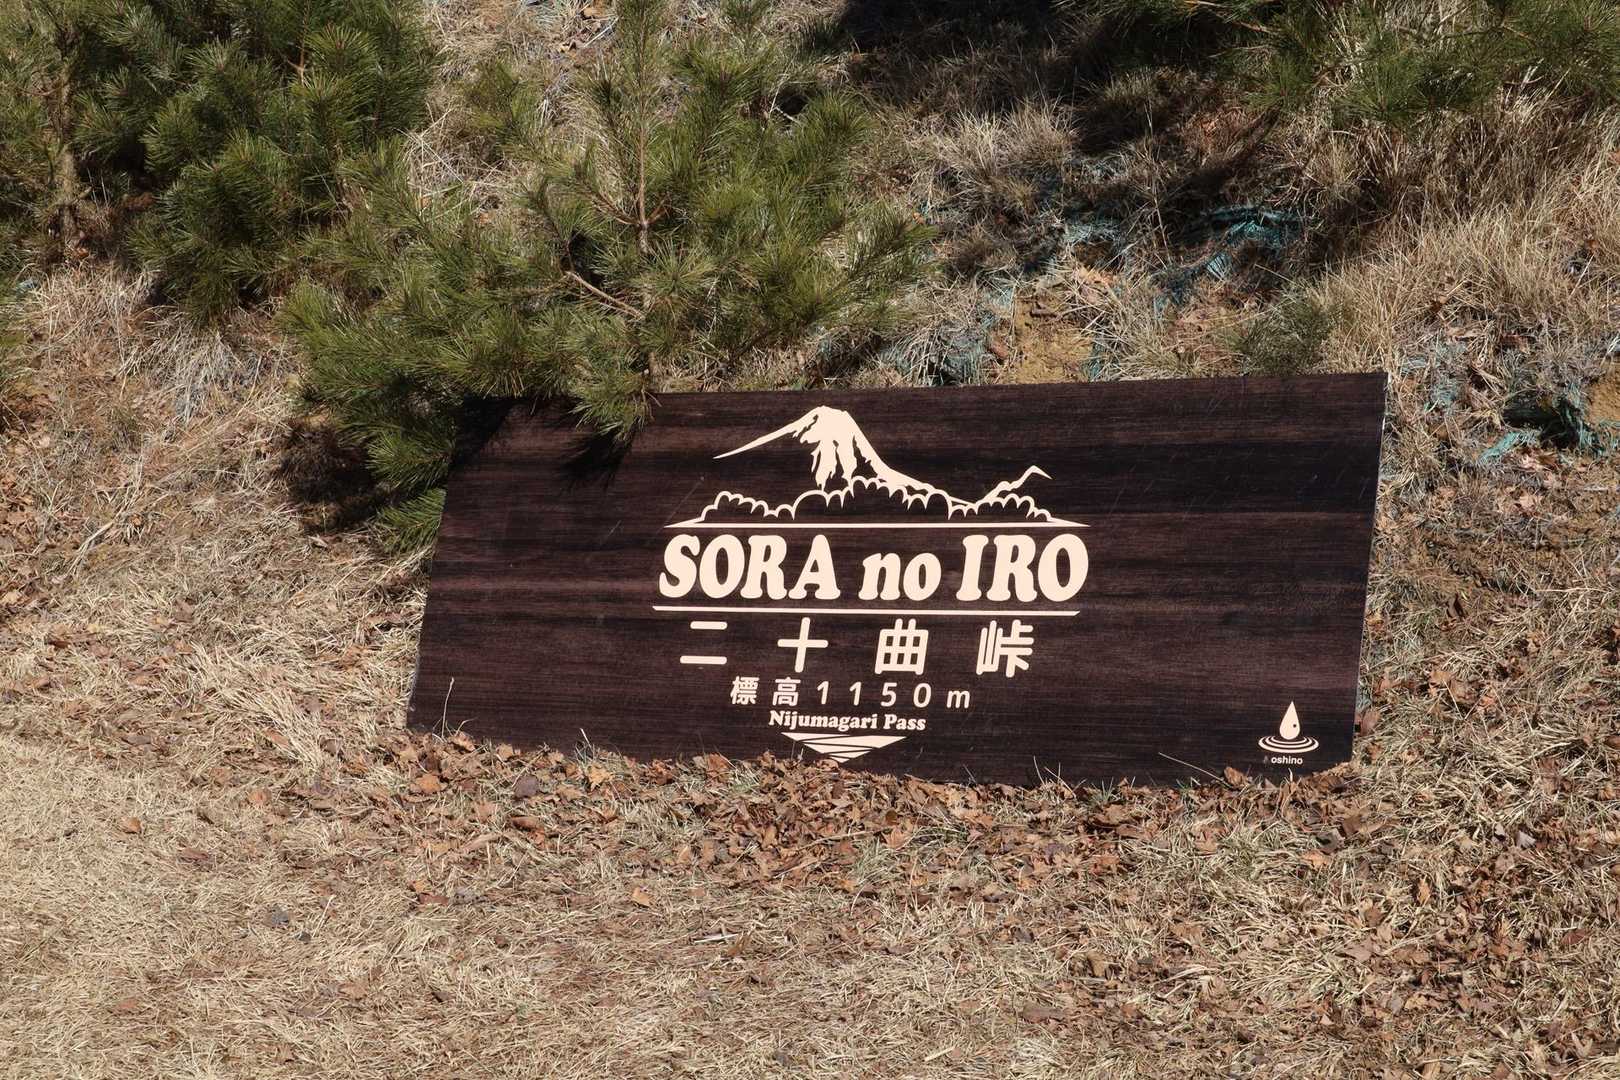 SORA no IRO
二十曲峠
標高1150m
Nijumagari Pass
oshino